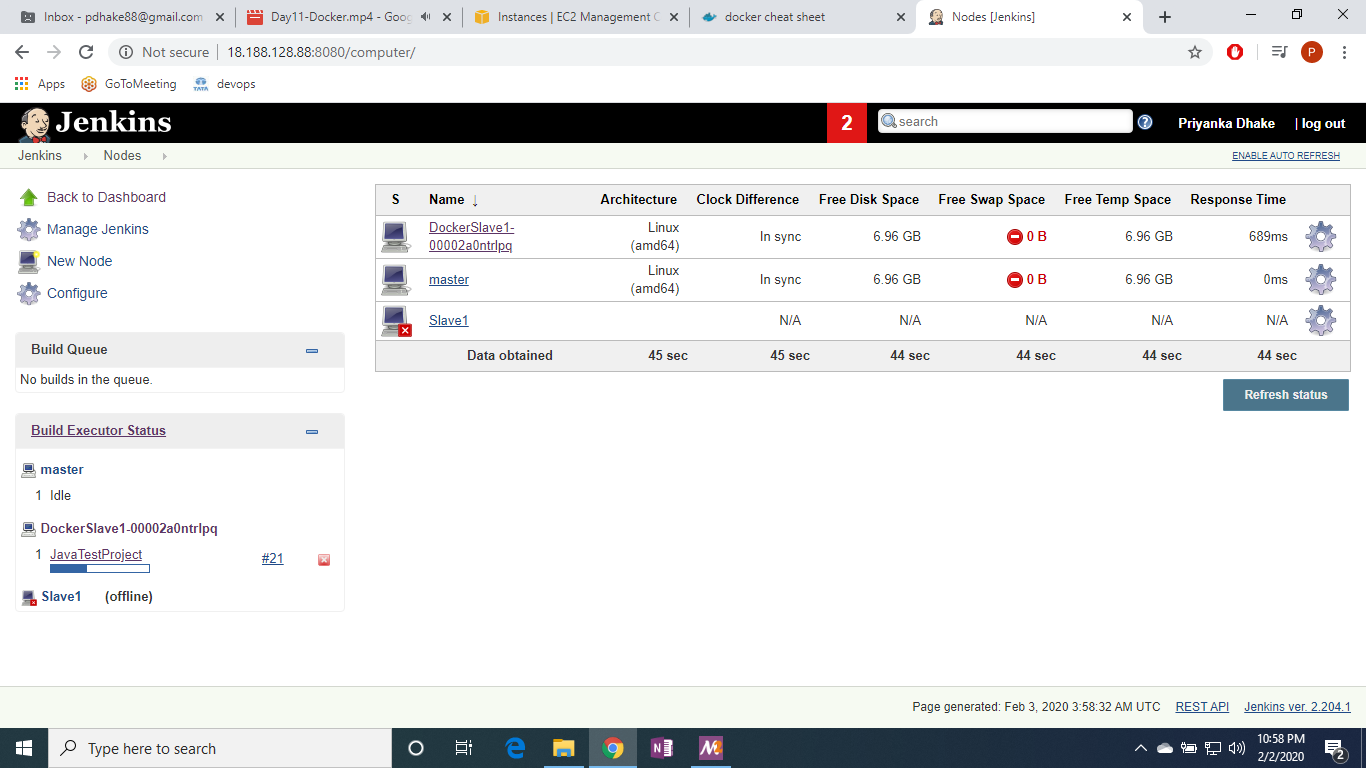 Inbox - pdhake88@gmail.com
Day11-Docker.mp4 - Goog
Instances | EC2 Management C
docker cheat sheet
Nodes [Jenkins]
Not secure
18.188.128.88:8080/computer/
P
Apps
GoToMeeting
TATA
devops
Jenkins
2
search
Priyanka Dhake
| log out
Jenkins
Nodes
ENABLE AUTO REFRESH
Back to Dashboard
Manage Jenkins
New Node
Configure
Build Queue
No builds in the queue.
Build Executor Status
master
1 Idle
DockerSlave1-00002a0ntrlpq
1 JavaTestProject #21
Slave1 (offline)
S Name ↓ Architecture Clock Difference Free Disk Space Free Swap Space Free Temp Space Response Time
DockerSlave1-
00002a0ntrlpq
Linux
(amd64)
In sync 6.96 GB 0 B 6.96 GB 689ms
master
Linux
(amd64)
In sync 6.96 GB 0 B 6.96 GB 0ms
Slave1 N/A N/A N/A N/A N/A
Data obtained 45 sec 45 sec 44 sec 44 sec 44 sec 44 sec
Refresh status
Page generated: Feb 3, 2020 3:58:32 AM UTC REST API Jenkins ver. 2.204.1
Type here to search
10:58 PM
2/2/2020
2